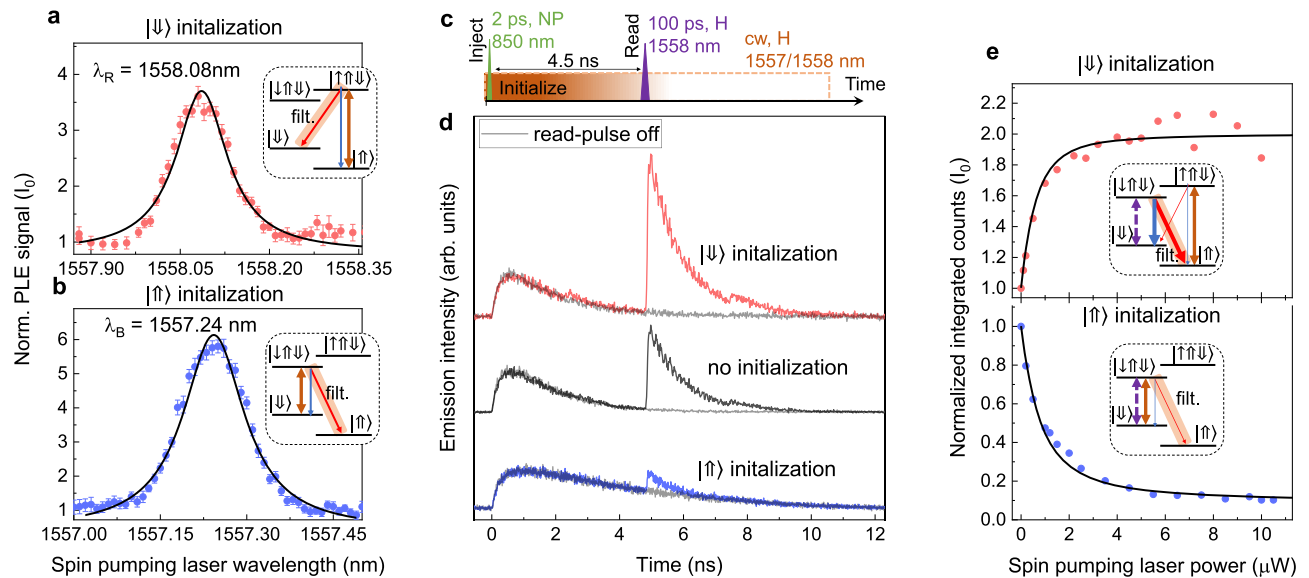 a
|⇓⟩ initalization
Norm. PLE signal (I0)
4
3
2
1
λR = 1558.08nm
|↓⇑⇓⟩
|↑⇑⇓⟩
filt.
|⇓⟩
|⇑⟩
1557.90
1558.05
1558.20
1558.35
b
|⇑⟩ initalization
6
5
4
3
2
1
λB = 1557.24 nm
|↓⇑⇓⟩
|↑⇑⇓⟩
filt.
|⇓⟩
|⇑⟩
1557.00
1557.15
1557.30
1557.45
Spin pumping laser wavelength (nm)
c
Inject
2 ps, NP
850 nm
Read
100 ps, H
1558 nm
cw, H
1557/1558 nm
4.5 ns
Initialize
Time
d
read-pulse off
Emission intensity (arb. units)
|⇓⟩ initalization
no initialization
|⇑⟩ initalization
0
2
4
6
8
10
12
Time (ns)
e
|⇓⟩ initalization
Normalized integrated counts (I0)
2.2
2.0
1.8
1.6
1.4
1.2
1.0
|↑⇑⇓⟩
|↓⇑⇓⟩
|⇓⟩
filt.
|⇑⟩
|⇑⟩ initialization
1.0
0.8
0.6
0.4
0.2
0.0
|↑⇑⇓⟩
|↓⇑⇓⟩
filt.
|⇓⟩
|⇑⟩
0
2
4
6
8
10
Spin pumping laser power (μW)